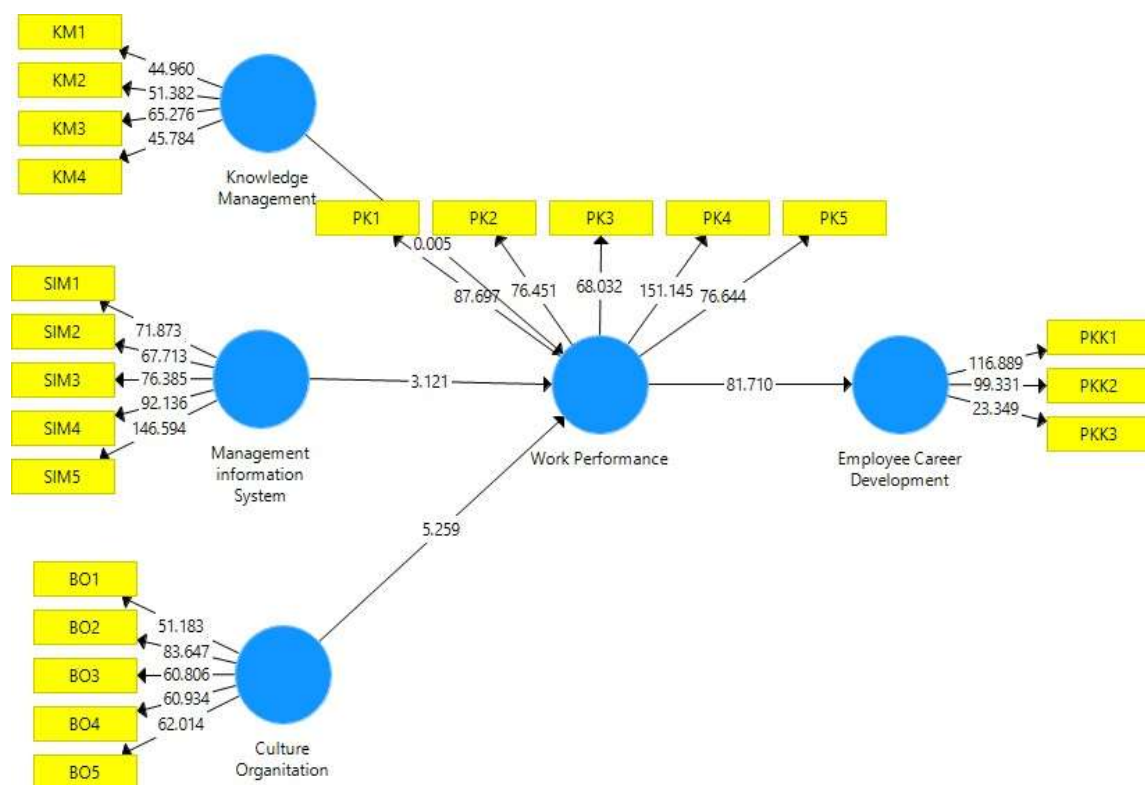 KM1
44.960
KM2
51.382
KM3
65.276
KM4
45.784
Knowledge
Management
PK1
PK2
PK3
PK4
PK5
0.005
87.697
76.451
68.032
151.145
76.644
SIM1
71.873
SIM2
67.713
SIM3
76.385
SIM4
92.136
SIM5
146.594
Management
information
System
3.121
Work Performance
81.710
Employee Career
Development
116.889
PKK1
99.331
PKK2
23.349
PKK3
5.259
BO1
51.183
BO2
83.647
BO3
60.806
BO4
60.934
BO5
62.014
Culture
Organitation